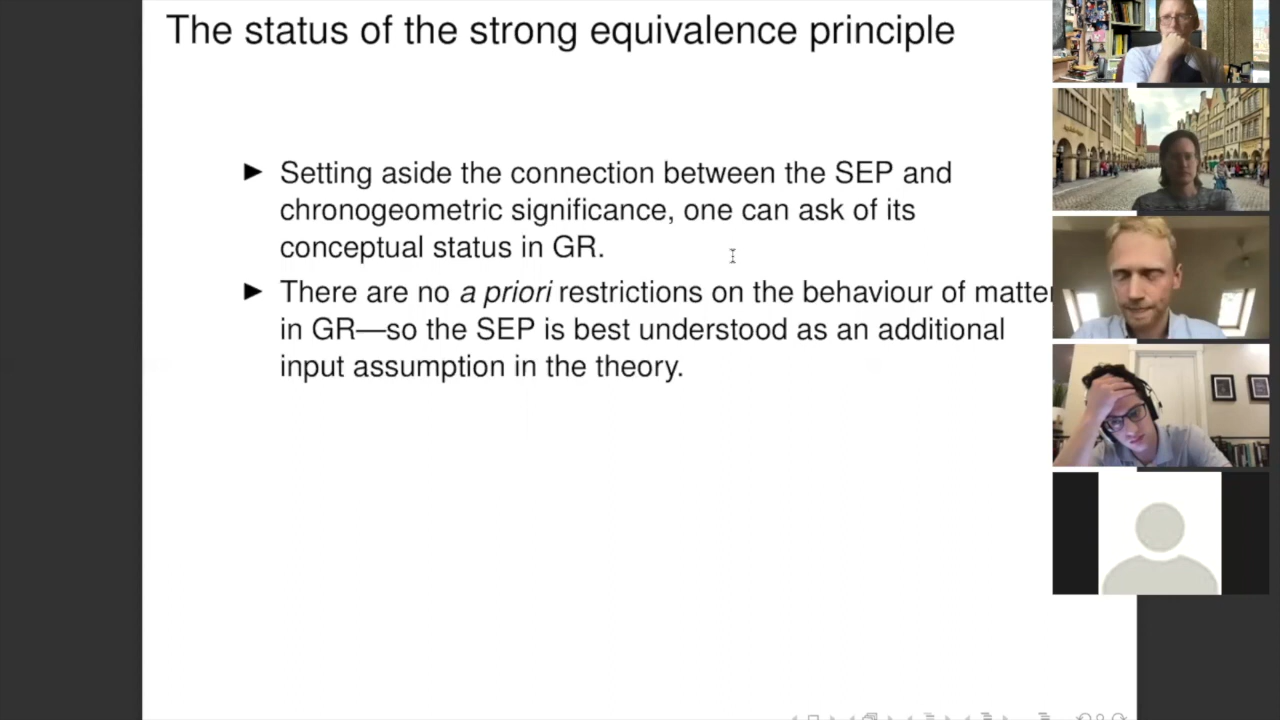 The status of the strong equivalence principle
▶ Setting aside the connection between the SEP and
chronogeometric significance, one can ask of its
conceptual status in GR.
▶ There are no a priori restrictions on the behaviour of matter
in GR—so the SEP is best understood as an additional
input assumption in the theory.